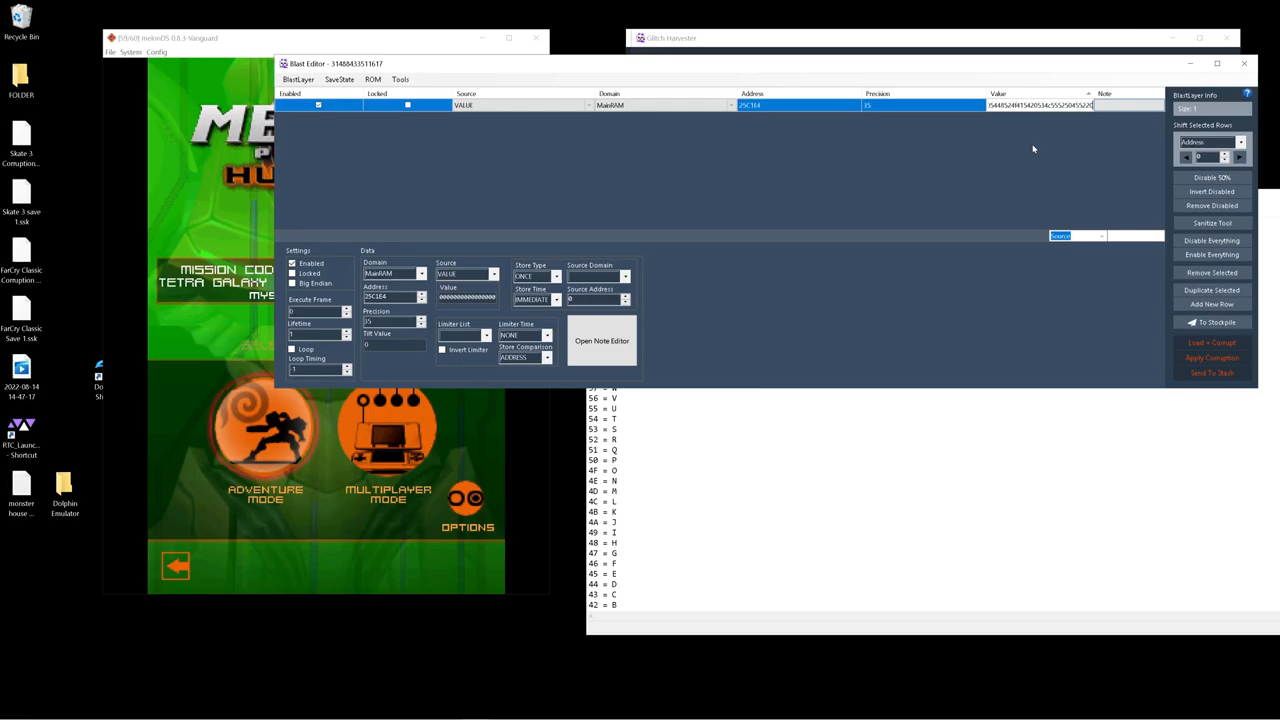 Recycle Bin
FOLDER
Skate 3
Corruption...
Skate 3 save
1.ssk
FarCry Classic
Corruption ...
FarCry Classic
Save 1.ssk
2022-08-14
14-47-17
RTC_Launc...
- Shortcut
monster
house ...
Dolphin
Emulator
[59/60] melonDS 0.8.3-Vanguard
File System Config
MISSION COD
TETRA GALAXY
MYS
ADVENTURE
MODE
MULTIPLAYER
MODE
OPTIONS
Glitch Harvester
Blast Editor - 31488433511617
BlastLayer SaveState ROM Tools
Enabled Locked Source Domain Address Precision Value Note
VALUE MainRAM 25C1E4 35
Source
Settings
Enabled
Locked
Big Endian
Execute Frame
0
Lifetime
1
Loop
Loop Timing
-1
Data
Domain
MainRAM
Address
25C1E4
Precision
35
Tilt Value
0
Source
VALUE
Value
00000000000000
Limiter List
Invert Limiter
Store Type
ONCE
Store Time
IMMEDIATE
Limiter Time
NONE
Store Comparison
ADDRESS
Source Domain
Source Address
0
Open Note Editor
BlastLayer Info
?
Size: 1
Shift Selected Rows
Address
0
Disable 50%
Invert Disabled
Remove Disabled
Sanitize Tool
Disable Everything
Enable Everything
Remove Selected
Duplicate Selected
Add New Row
To Stockpile
Load + Corrupt
Apply Corruption
Send To Stash
56 = V
55 = U
54 = T
53 = S
52 = R
51 = Q
50 = P
4F = O
4E = N
4D = M
4C = L
4B = K
4A = J
49 = I
48 = H
47 = G
46 = F
45 = E
44 = D
43 = C
42 = B